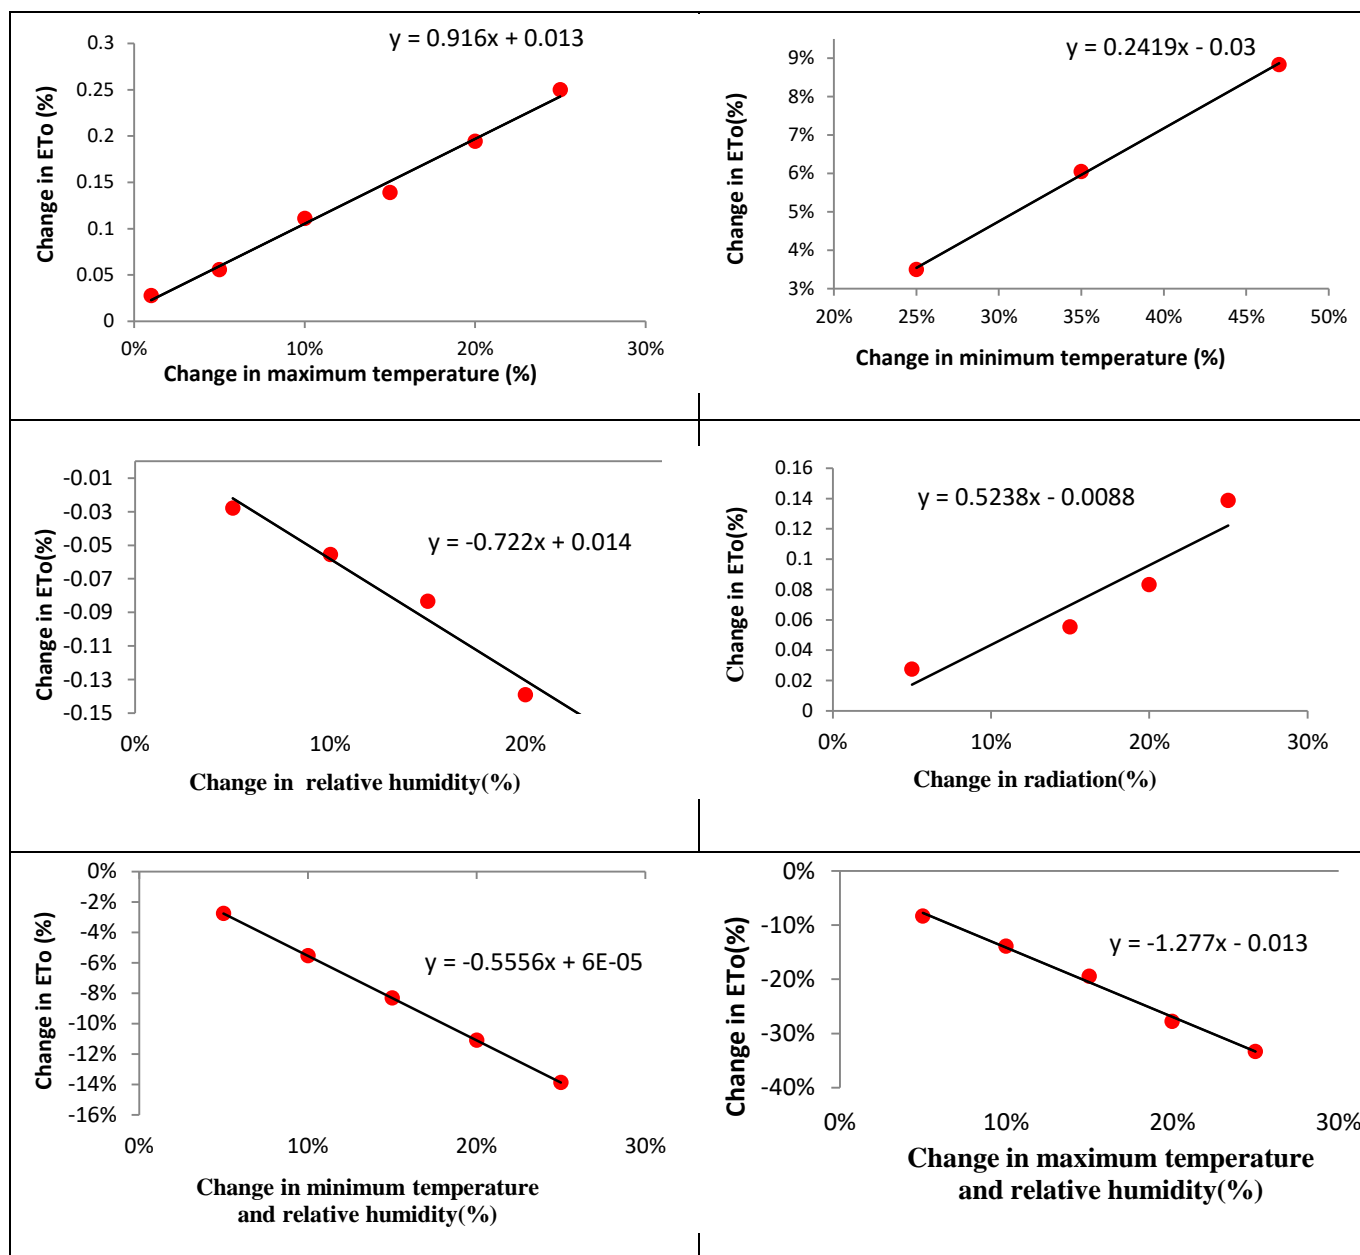 y = 0.916x + 0.013
Change in ETo (%)
0.3
0.25
0.2
0.15
0.1
0.05
0
0% 10% 20% 30%
Change in maximum temperature (%)
y = 0.2419x - 0.03
Change in ETo(%)
9%
8%
7%
6%
5%
4%
3%
20% 25% 30% 35% 40% 45% 50%
Change in minimum temperature (%)
Change in ETo(%)
-0.01
-0.03
-0.05
-0.07
-0.09
-0.11
-0.13
-0.15
y = -0.722x + 0.014
0% 10% 20%
Change in relative humidity(%)
Change in ETo(%)
0.16
0.14
0.12
0.1
0.08
0.06
0.04
0.02
0
y = 0.5238x - 0.0088
0% 10% 20% 30%
Change in radiation(%)
Change in ETo (%)
0%
-2%
-4%
-6%
-8%
-10%
-12%
-14%
-16%
y = -0.5556x + 6E-05
0% 10% 20% 30%
Change in minimum temperature
and relative humidity(%)
Change in ETo(%)
0%
-10%
-20%
-30%
-40%
y = -1.277x - 0.013
0% 10% 20% 30%
Change in maximum temperature
and relative humidity(%)